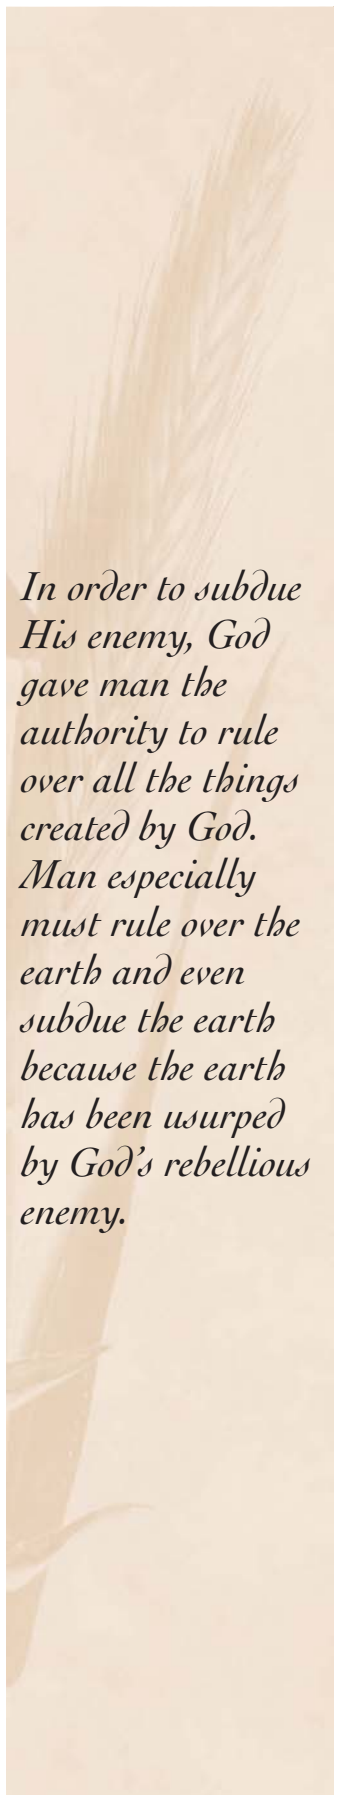 In order to subdue
His enemy, God
gave man the
authority to rule
over all the things
created by God.
Man especially
must rule over the
earth and even
subdue the earth
because the earth
has been usurped
by God’s rebellious
enemy.